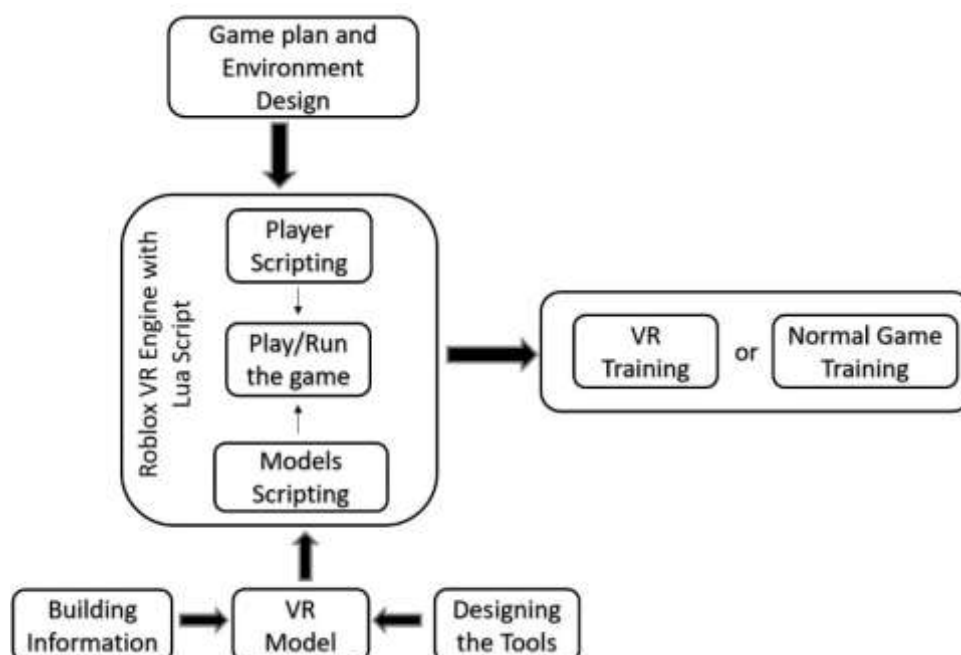 Game plan and
Environment
Design
Roblox VR Engine with
Lua Script
Player
Scripting
Play/Run
the game
Models
Scripting
VR
Training
or
Normal Game
Training
Building
Information
VR
Model
Designing
the Tools